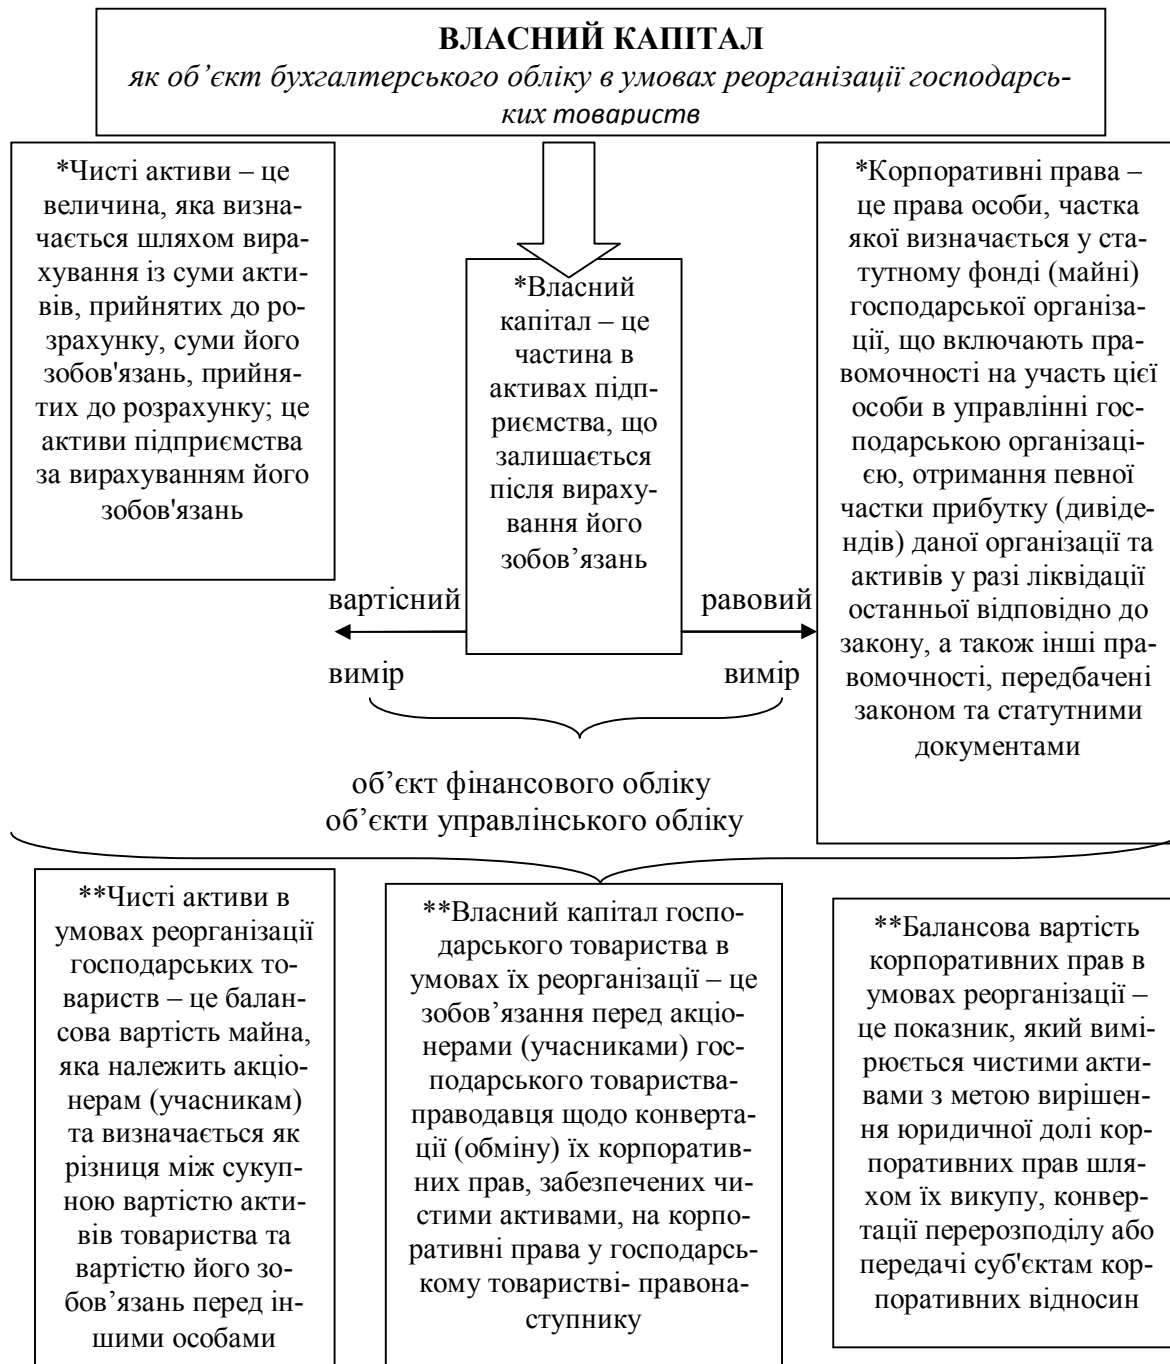 ВЛАСНИЙ КАПІТАЛ
як об’єкт бухгалтерського обліку в умовах реорганізації господарсь-
ких товариств
*Чисті активи – це
величина, яка визна-
чається шляхом вира-
хування із суми акти-
вів, прийнятих до ро-
зрахунку, суми його
зобов'язань, прийня-
тих до розрахунку; це
активи підприємства
за вирахуванням його
зобов'язань
*Власний
капітал – це
частина в
активах підп-
риємства, що
залишається
після вираху-
вання його
зобов’язань
*Корпоративні права –
це права особи, частка
якої визначається у ста-
тутному фонді (майні)
господарської організа-
ції, що включають пра-
вомочності на участь цієї
особи в управлінні гос-
подарською організаці-
єю, отримання певної
частки прибутку (дивіде-
ндів) даної організації та
активів у разі ліквідації
останньої відповідно до
закону, а також інші пра-
вомочності, передбачені
законом та статутними
документами
вартісний
вимір
равовий
вимір
об’єкт фінансового обліку
об’єкти управлінського обліку
**Чисті активи в
умовах реорганізації
господарських то-
вариств – це балан-
сова вартість майна,
яка належить акціо-
нерам (учасникам)
та визначається як
різниця між сукуп-
ною вартістю акти-
вів товариства та
вартістю його зо-
бов’язань перед ін-
шими особами
**Власний капітал госпо-
дарського товариства в
умовах їх реорганізації – це
зобов’язання перед акціо-
нерами (учасниками) гос-
подарського товариства-
праводавця щодо конверта-
ції (обміну) їх корпоратив-
них прав, забезпечених чи-
стими активами, на корпо-
ративні права у господарсь-
кому товаристві- правона-
ступнику
**Балансова вартість
корпоративних прав в
умовах реорганізації –
це показник, який вимі-
рюється чистими акти-
вами з метою вирішен-
ня юридичної долі кор-
поративних прав шля-
хом їх викупу, конвер-
тації перерозподілу або
передачі суб'єктам кор-
поративних відносин